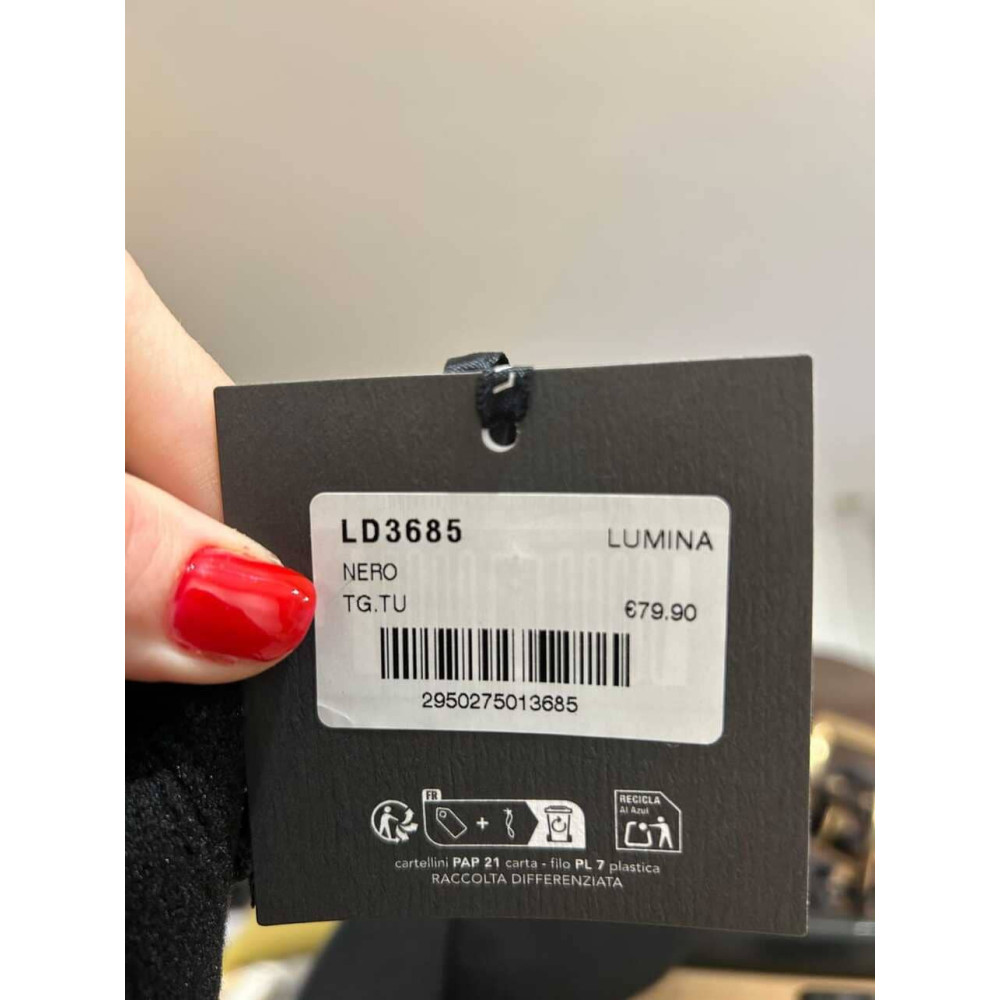 LD3685 LUMINA
NERO
TG.TU €79.90
2950275013685
FR
RECICLA
Al Azul
cartellini PAP 21 carta - filo PL 7 plastica
RACCOLTA DIFFERENZIATA